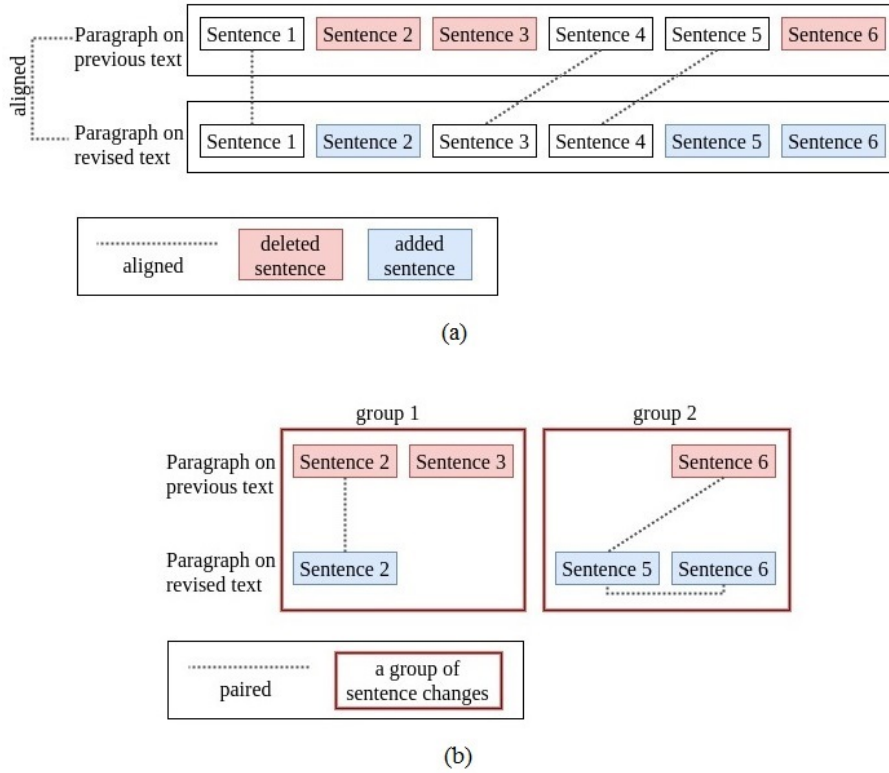 aligned
Paragraph on
previous text
Sentence 1 Sentence 2 Sentence 3 Sentence 4 Sentence 5 Sentence 6
Paragraph on
revised text
Sentence 1 Sentence 2 Sentence 3 Sentence 4 Sentence 5 Sentence 6
aligned
deleted
sentence
added
sentence
(a)
group 1 group 2
Paragraph on
previous text
Sentence 2 Sentence 3 Sentence 6
Paragraph on
revised text
Sentence 2 Sentence 5 Sentence 6
paired
a group of
sentence changes
(b)